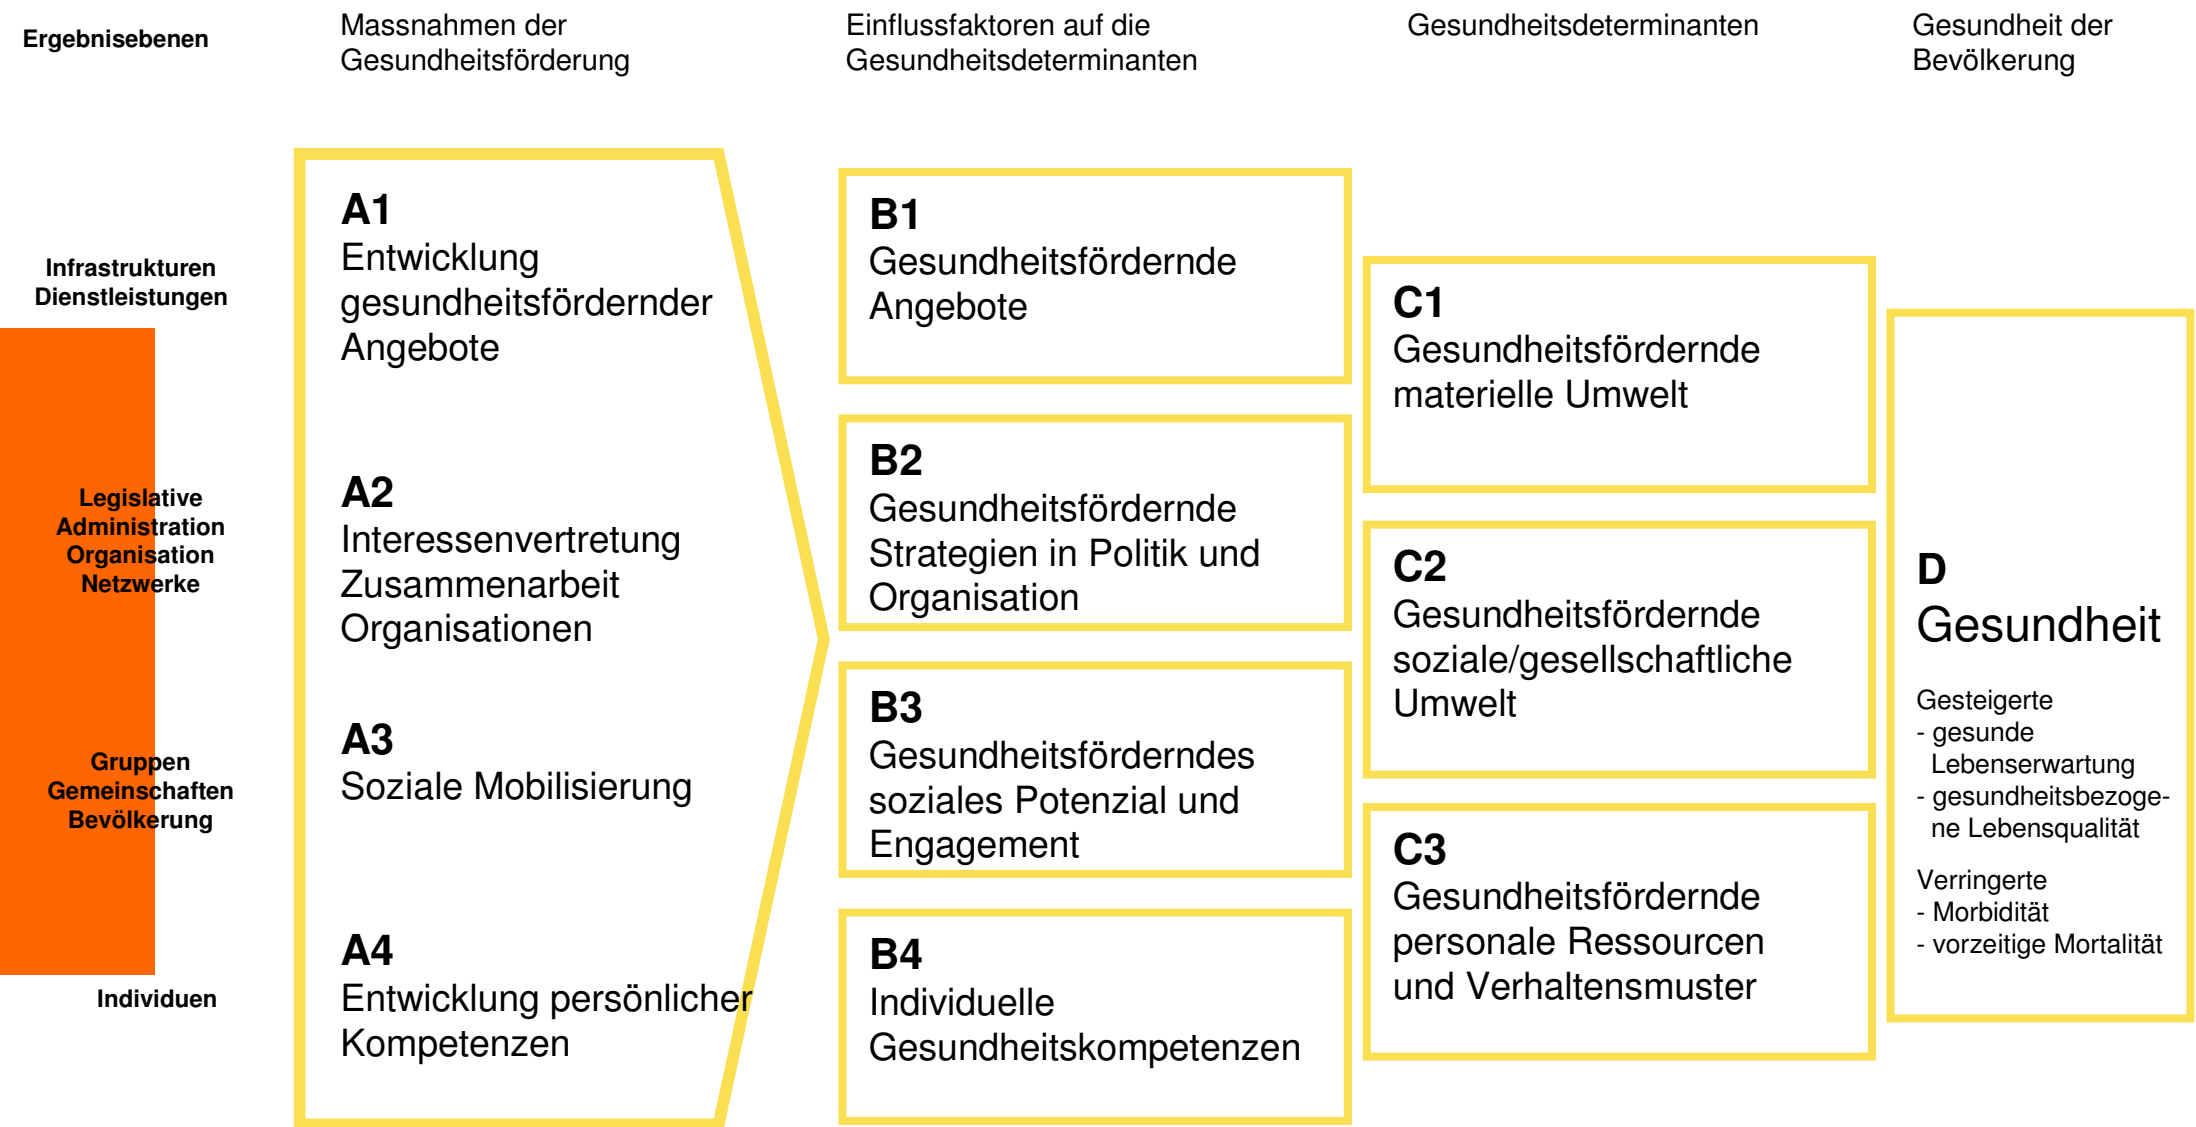 Ergebnisebenen
Massnahmen der
Gesundheitsförderung
Einflussfaktoren auf die
Gesundheitsdeterminanten
Gesundheitsdeterminanten
Gesundheit der
Bevölkerung
Infrastrukturen
Dienstleistungen
Legislative
Administration
Organisation
Netzwerke
Gruppen
Gemeinschaften
Bevölkerung
Individuen
A1
Entwicklung
gesundheitsfördernder
Angebote
A2
Interessenvertretung
Zusammenarbeit
Organisationen
A3
Soziale Mobilisierung
A4
Entwicklung persönlicher
Kompetenzen
B1
Gesundheitsfördernde
Angebote
B2
Gesundheitsfördernde
Strategien in Politik und
Organisation
B3
Gesundheitsförderndes
soziales Potenzial und
Engagement
B4
Individuelle
Gesundheitskompetenzen
C1
Gesundheitsfördernde
materielle Umwelt
C2
Gesundheitsfördernde
soziale/gesellschaftliche
Umwelt
C3
Gesundheitsfördernde
personale Ressourcen
und Verhaltensmuster
D
Gesundheit
Gesteigerte
- gesunde
Lebenserwartung
- gesundheitsbezoge-
ne Lebensqualität
Verringerte
- Morbidität
- vorzeitige Mortalität